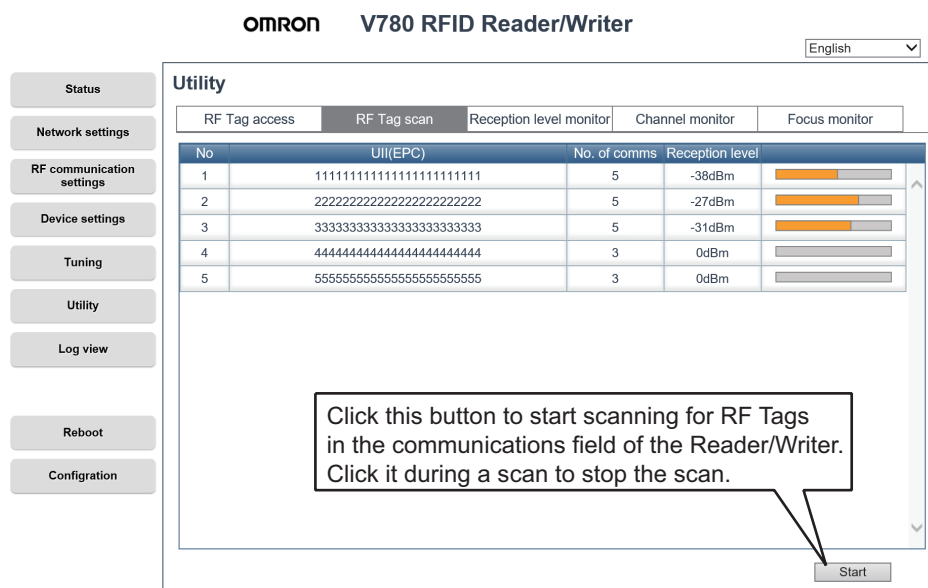 OMRON V780 RFID Reader/Writer
English
Status
Network settings
RF communication
settings
Device settings
Tuning
Utility
Log view
Reboot
Configration
Utility
RF Tag access RF Tag scan Reception level monitor Channel monitor Focus monitor
No UII(EPC) No. of comms Reception level
1 111111111111111111111111 5 -38dBm
2 222222222222222222222222 5 -27dBm
3 333333333333333333333333 5 -31dBm
4 444444444444444444444444 3 0dBm
5 555555555555555555555555 3 0dBm
Click this button to start scanning for RF Tags
in the communications field of the Reader/Writer.
Click it during a scan to stop the scan.
Start